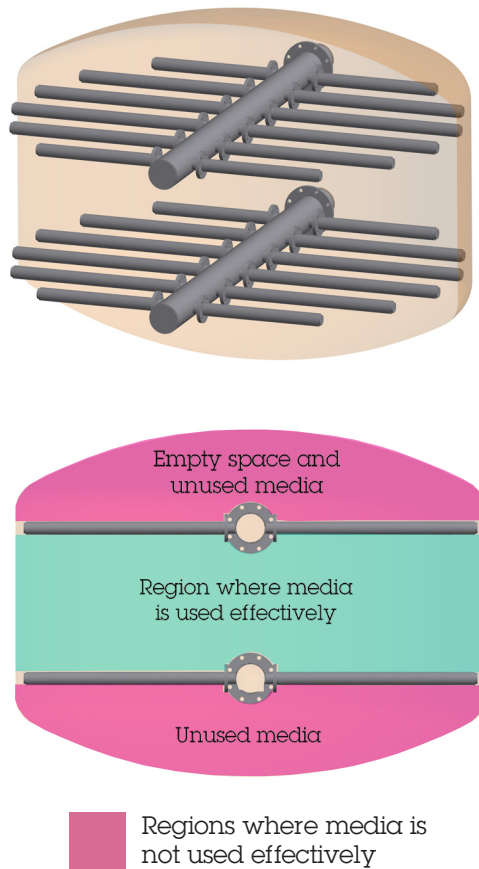 Empty space and
unused media
Region where media
is used effectively
Unused media
Regions where media is
not used effectively